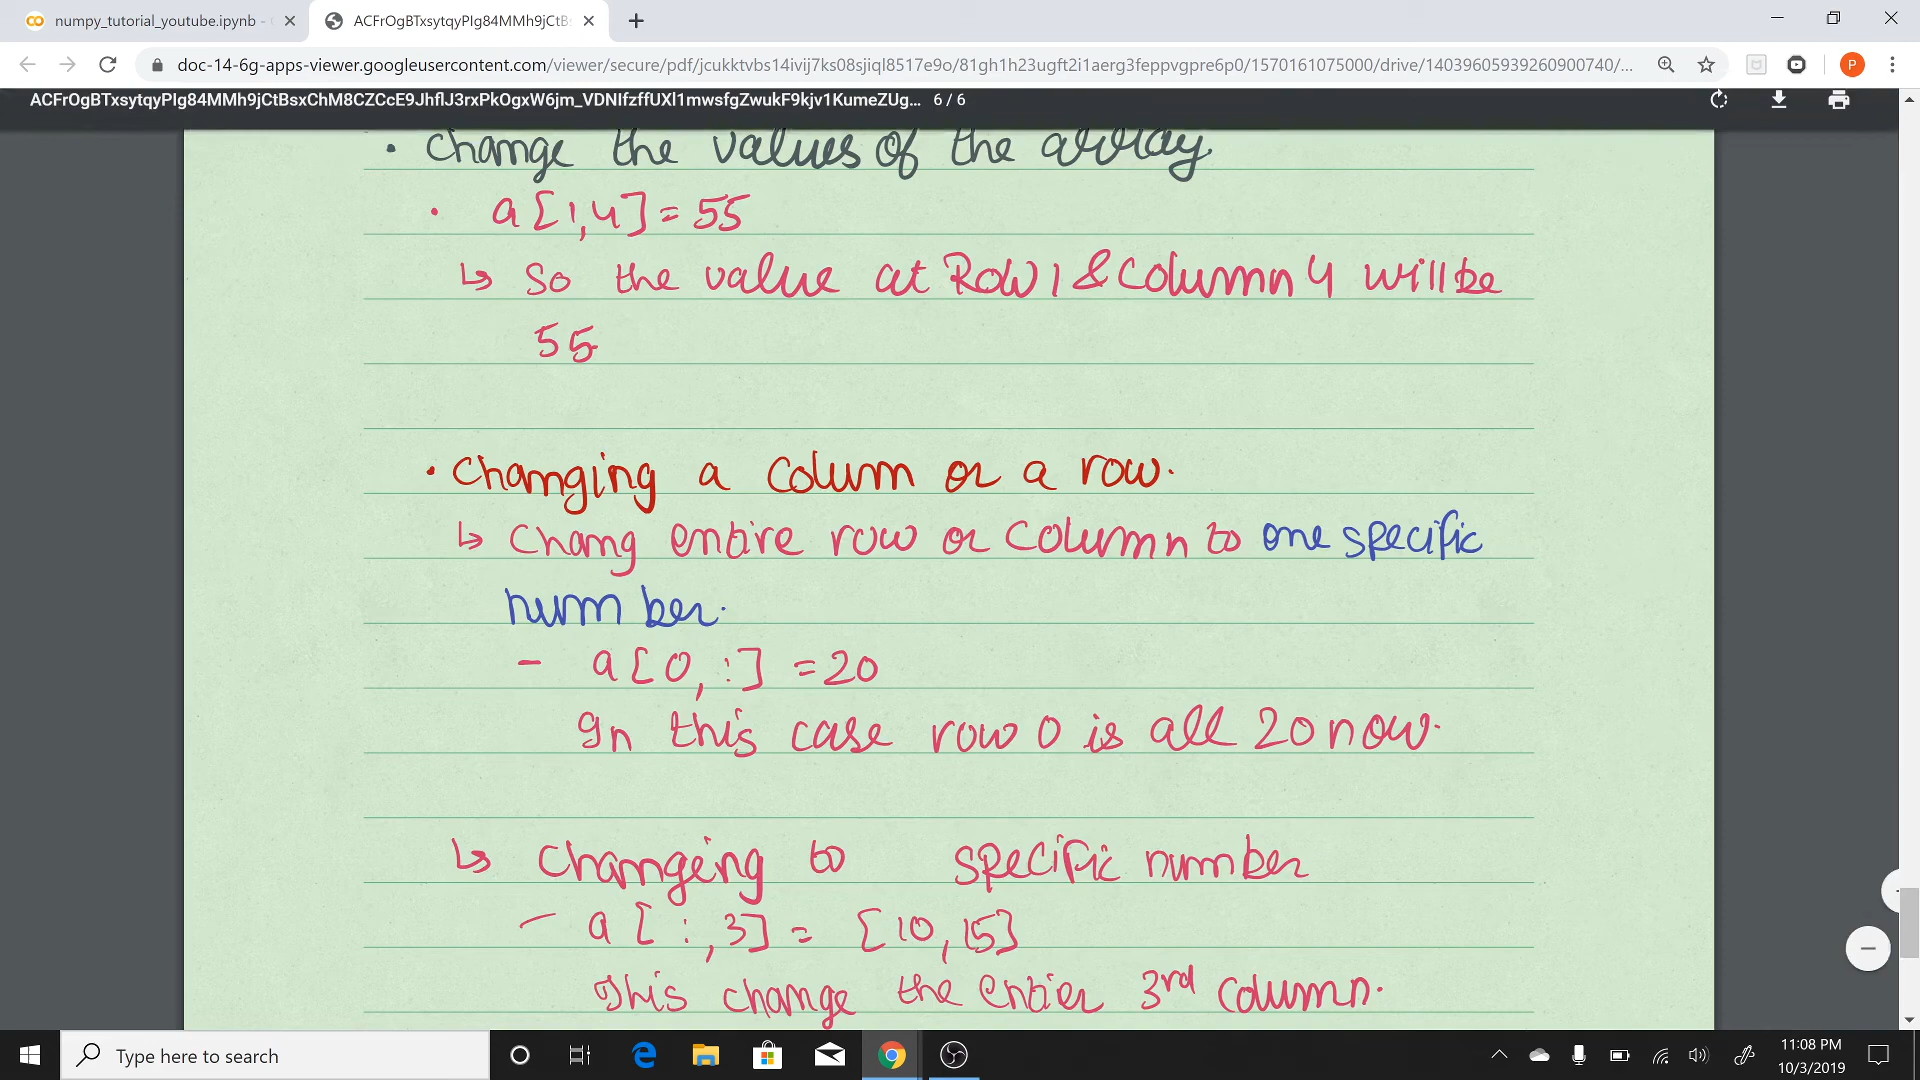 numpy_tutorial_youtube.ipynb -
ACFrOgBTxsytqyPIg84MMh9jCtBs
doc-14-6g-apps-viewer.googleusercontent.com/viewer/secure/pdf/jcukktvbs14ivij7ks08sjiql8517e9o/81gh1h23ugft2i1aerg3feppvgpre6p0/1570161075000/drive/14039605939260900740/...
P
ACFrOgBTxsytqyPIg84MMh9jCtBsxChM8CZCcE9JhflJ3rxPkOgxW6jm_VDNIfzffUXl1mwsfgZwukF9kjv1KumeZUg... 6 / 6
• Change the values of the array.
• a[1,4] = 55
↳ So the value at Row 1 & Column 4 will be
55
• Changing a column or a row.
↳ Chang entire row or column to one specific
number.
- a[0, :] = 20
In this case row 0 is all 20 now.
↳ Changeing to specific number
- a[:,3] = [10,15]
This change the entier 3rd column.
Type here to search
11:08 PM
10/3/2019